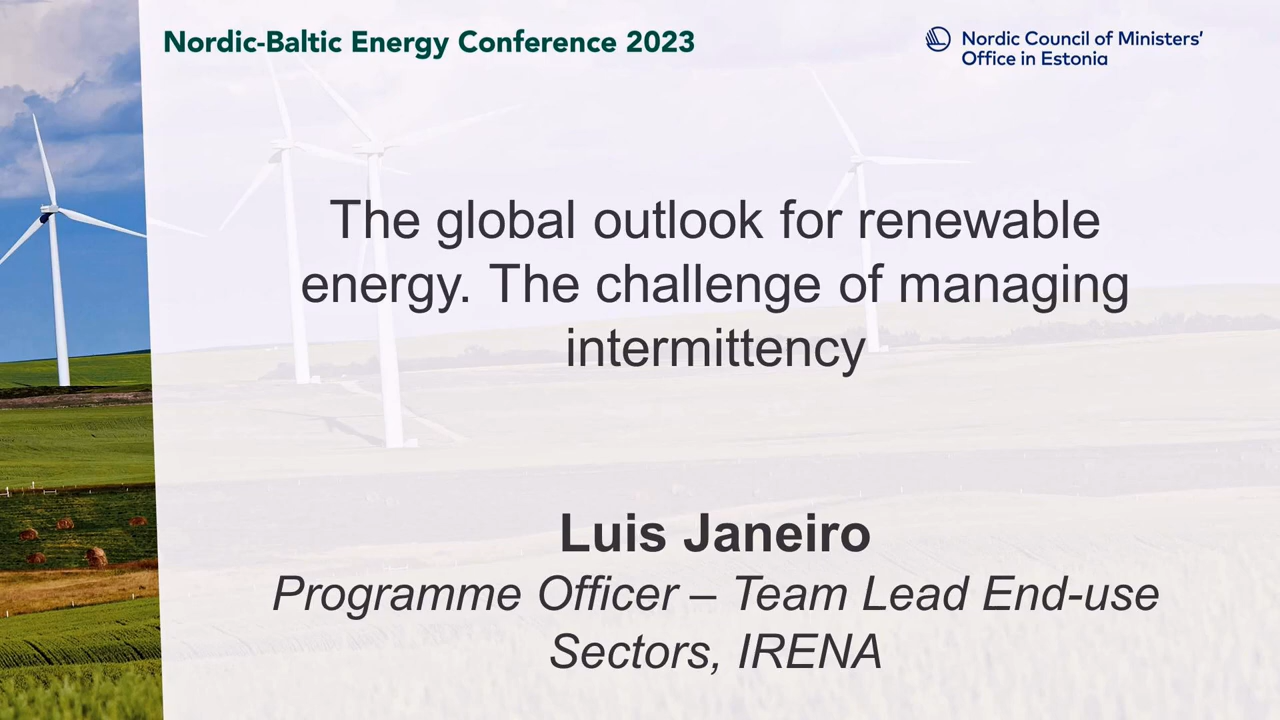 Nordic-Baltic Energy Conference 2023
Nordic Council of Ministers'
Office in Estonia
The global outlook for renewable
energy. The challenge of managing
intermittency
Luis Janeiro
Programme Officer – Team Lead End-use
Sectors, IRENA